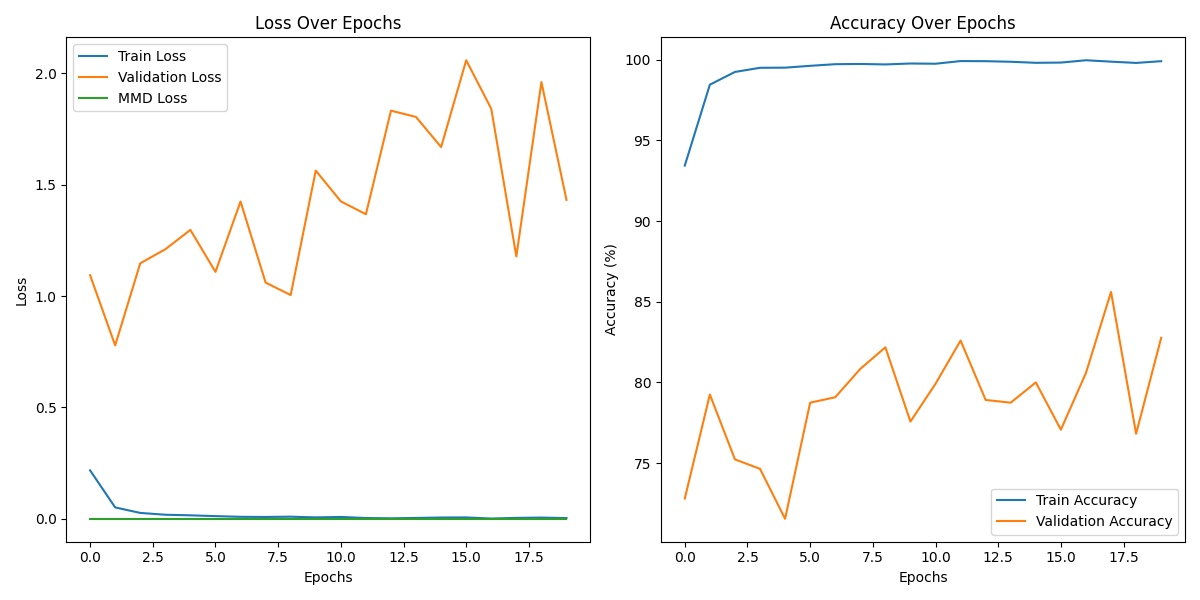 Loss Over Epochs
Train Loss
Validation Loss
MMD Loss
2.0
1.5
1.0
0.5
0.0
Loss
0.0 2.5 5.0 7.5 10.0 12.5 15.0 17.5
Epochs
Accuracy Over Epochs
100
95
90
85
80
75
Accuracy (%)
Train Accuracy
Validation Accuracy
0.0 2.5 5.0 7.5 10.0 12.5 15.0 17.5
Epochs